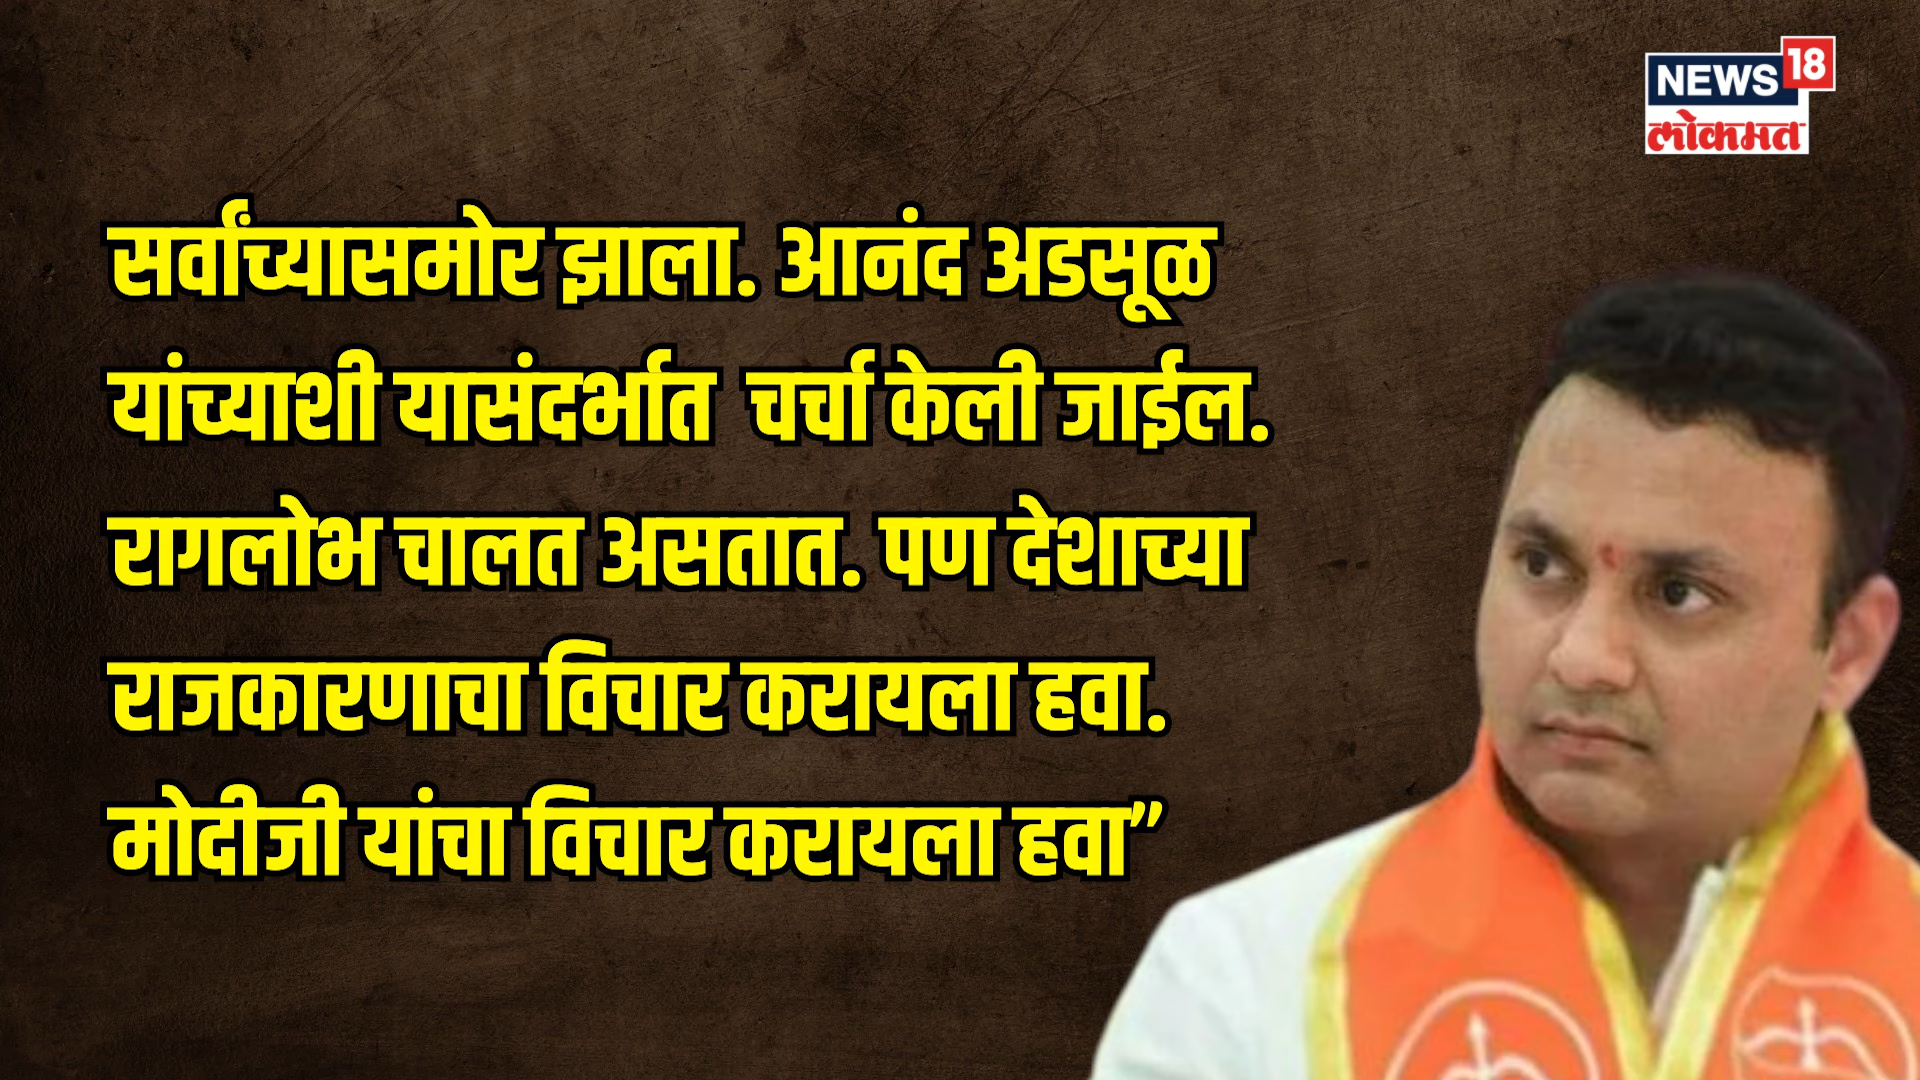 NEWS18
लोकमत
सर्वांच्यासमोर झाला. आनंद अडसूळ
यांच्याशी यासंदर्भात चर्चा केली जाईल.
रागलोभ चालत असतात. पण देशाच्या
राजकारणाचा विचार करायला हवा.
मोदीजी यांचा विचार करायला हवा”